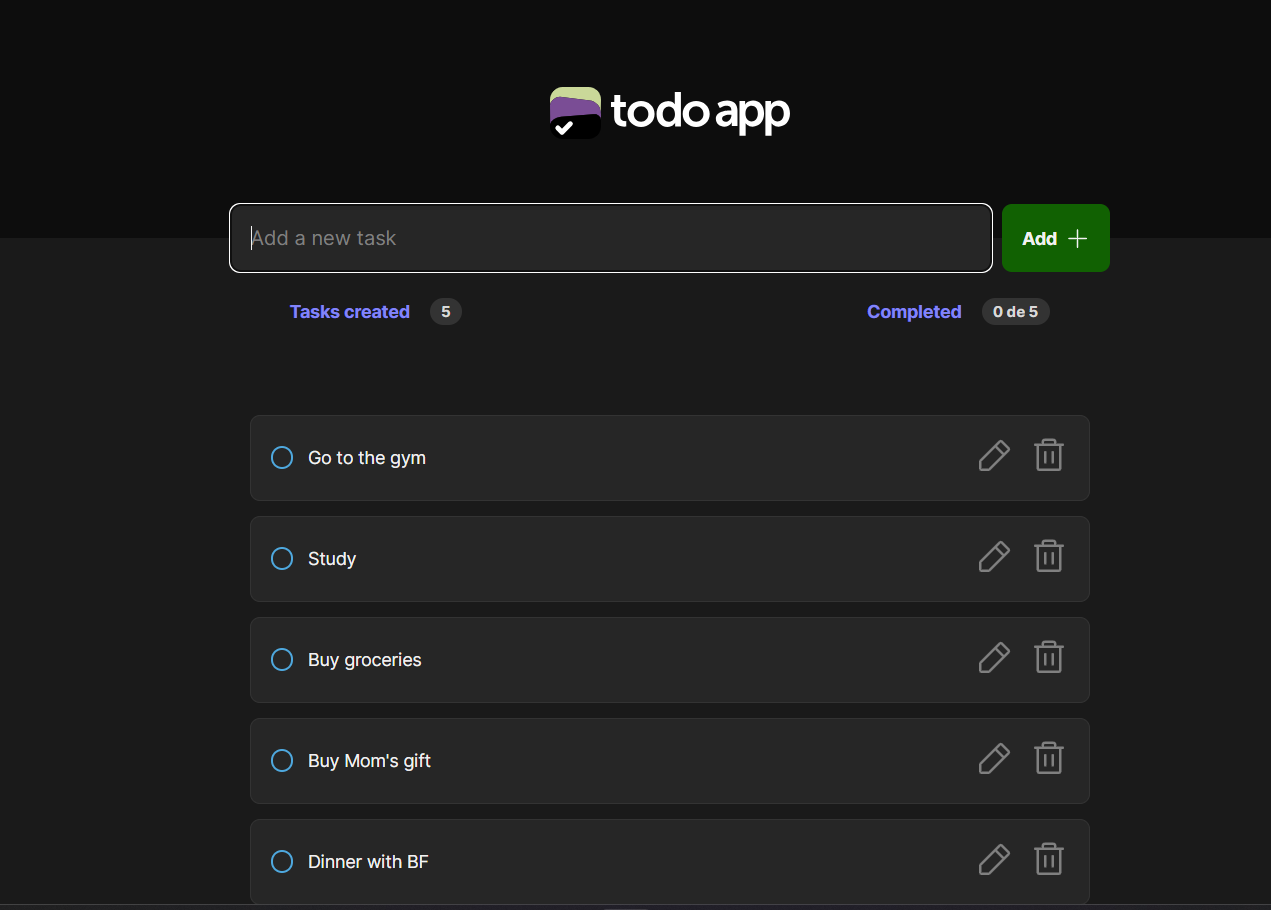 todo app
Add a new task
Add
Tasks created 5
Completed 0 de 5
Go to the gym
Study
Buy groceries
Buy Mom's gift
Dinner with BF